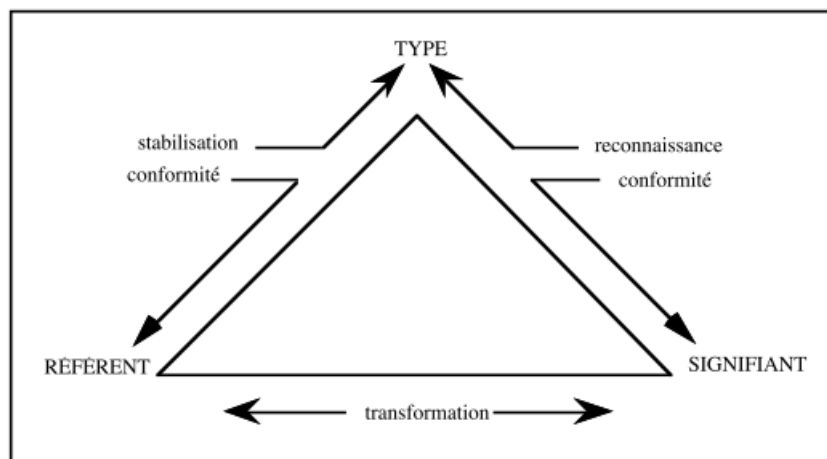 TYPE
stabilisation
reconnaissance
conformité
conformité
RÉFÉRENT
SIGNIFIANT
transformation